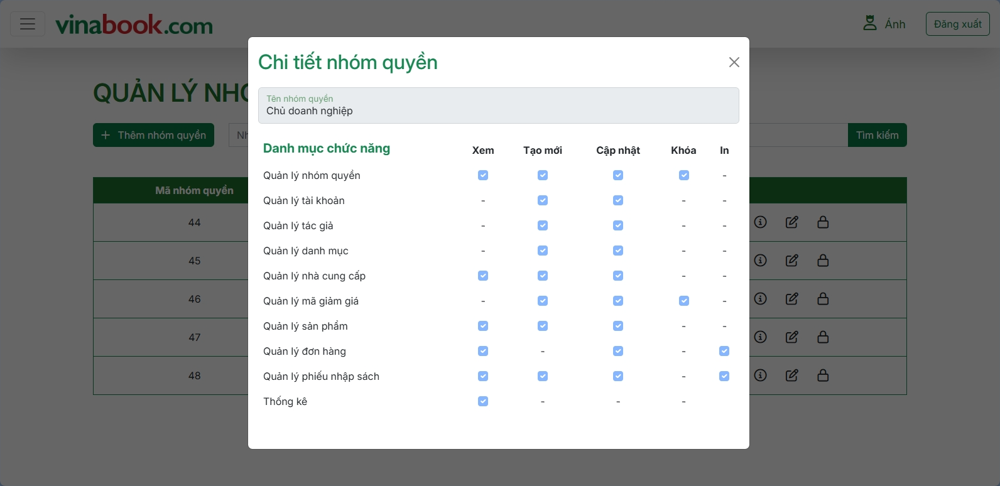 vinabook.com
Ánh
Đăng xuất
Chi tiết nhóm quyền
QUẢN LÝ
Tên nhóm quyền
Chủ doanh nghiệp
Thêm nhóm quyền
Tìm kiếm
Danh mục chức năng Xem Tạo mới Cập nhật Khóa In
Quản lý nhóm quyền -
Quản lý tài khoản - - -
Quản lý tác giả - - -
Quản lý danh mục - - -
Quản lý nhà cung cấp - -
Quản lý mã giảm giá - -
Quản lý sản phẩm - -
Quản lý đơn hàng - -
Quản lý phiếu nhập sách -
Thống kê - - -
Mã nhóm quyền
44
45
46
47
48